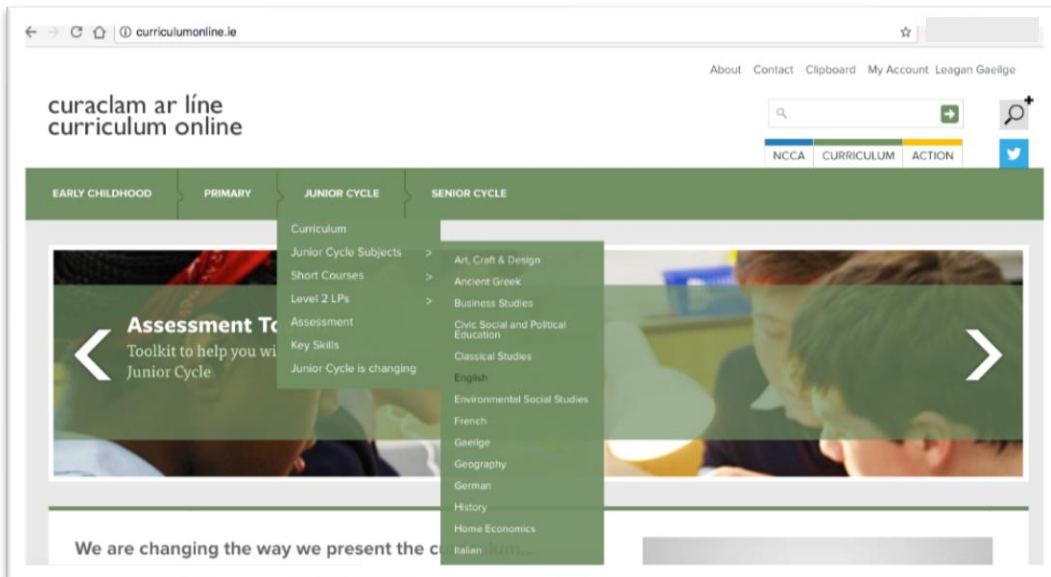 curriculumonline.ie
About Contact Clipboard My Account Leagan Gaeilge
curaclam ar líne
curriculum online
NCCA CURRICULUM ACTION
EARLY CHILDHOOD PRIMARY JUNIOR CYCLE SENIOR CYCLE
Curriculum
Junior Cycle Subjects >
Short Courses >
Level 2 LPs >
Assessment
Key Skills
Junior Cycle is changing
Art, Craft & Design
Ancient Greek
Business Studies
Civic Social and Political
Education
Classical Studies
English
Environmental Social Studies
French
Gaeilge
Geography
German
History
Home Economics
Italian
Assessment
Toolkit to help you
Junior Cycle
We are changing the way we present the